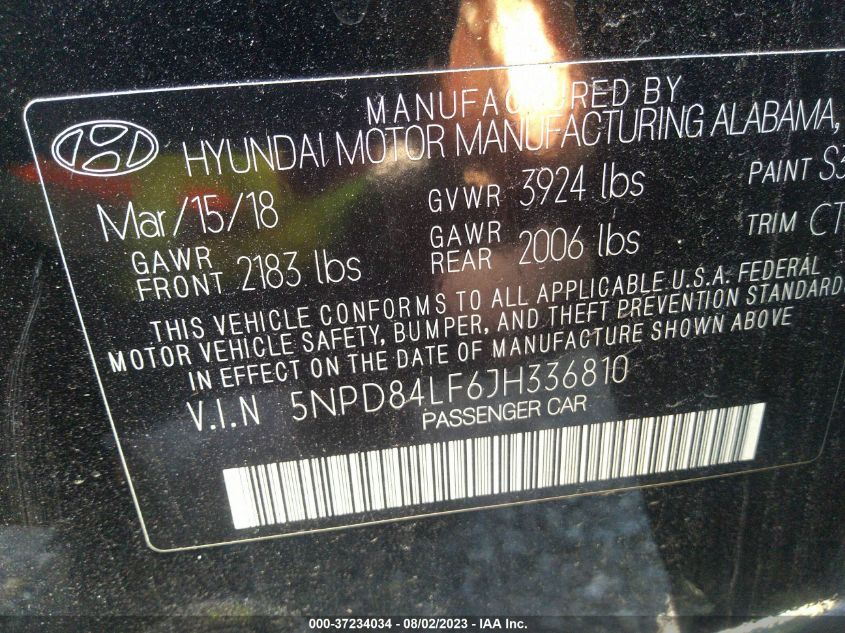 MANUFACTURED BY
HYUNDAI MOTOR MANUFACTURING ALABAMA,
Mar/15/18 GVWR 3924 lbs PAINT S3
GAWR FRONT 2183 lbs GAWR REAR 2006 lbs TRIM CT
THIS VEHICLE CONFORMS TO ALL APPLICABLE U.S.A. FEDERAL
MOTOR VEHICLE SAFETY, BUMPER, AND THEFT PREVENTION STANDARDS
IN EFFECT ON THE DATE OF MANUFACTURE SHOWN ABOVE
V.I.N 5NPD84LF6JH336810
PASSENGER CAR
000-37234034 - 08/02/2023 - IAA Inc.